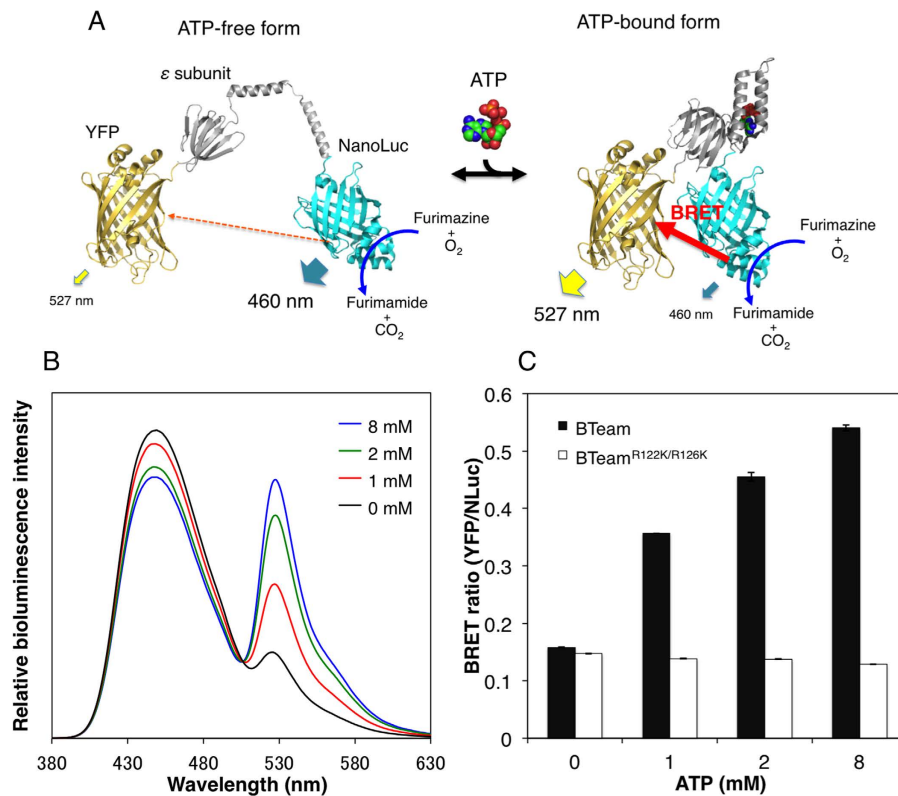 A
ATP-free form
ATP-bound form
ε subunit
ATP
YFP
NanoLuc
BRET
Furimazine
+
O2
Furimazine
+
O2
527 nm
460 nm
Furimamide
+
CO2
527 nm
460 nm
Furimamide
+
CO2
B
Relative bioluminescence intensity
8 mM
2 mM
1 mM
0 mM
380 430 480 530 580 630
Wavelength (nm)
C
BRET ratio (YFP/NLuc)
0.6
0.5
0.4
0.3
0.2
0.1
0
BTeam
BTeamR122K/R126K
0 1 2 8
ATP (mM)